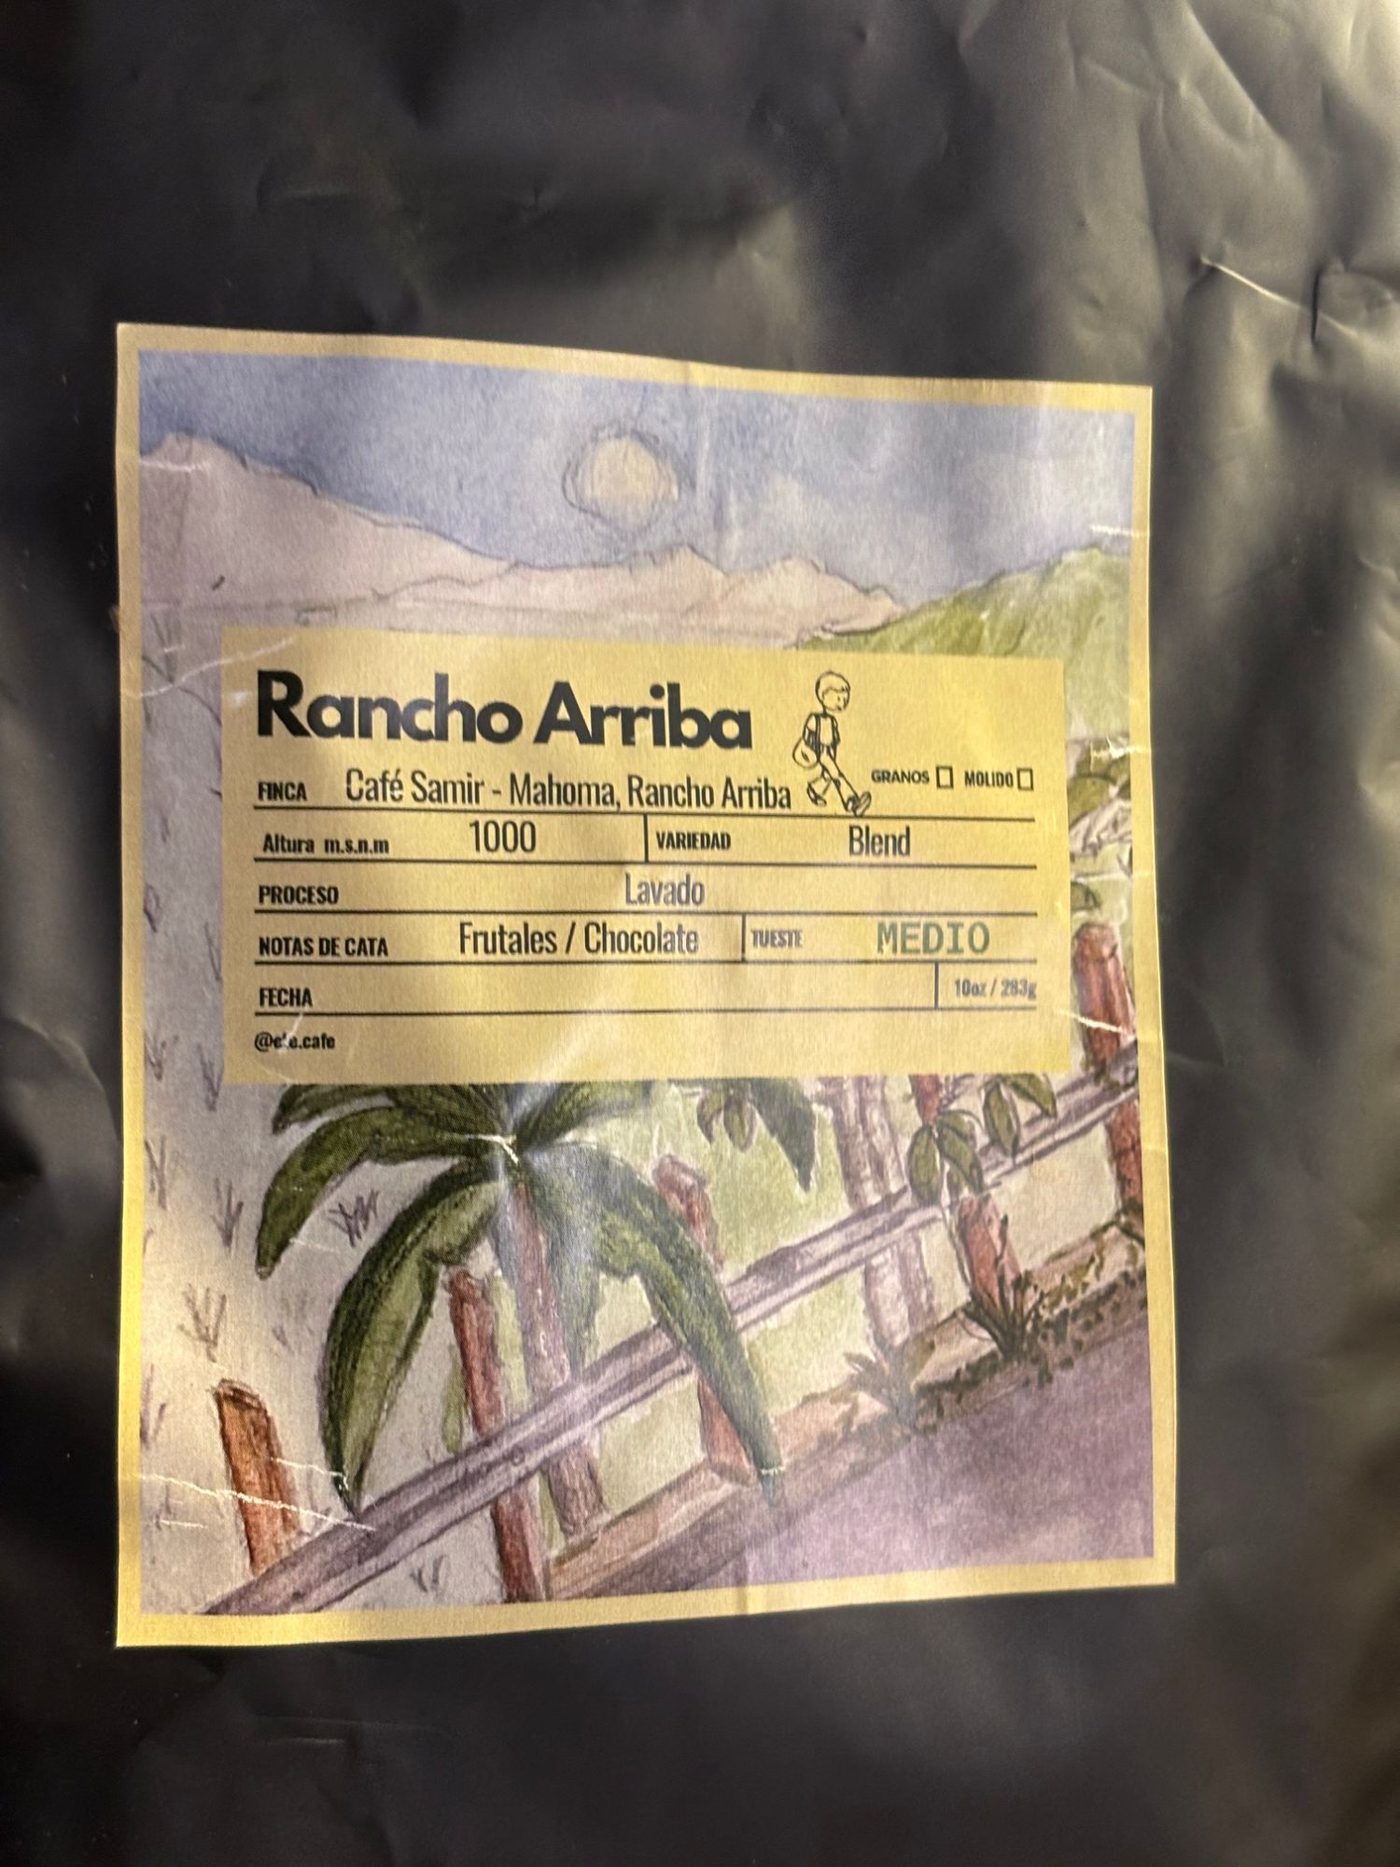 Rancho Arriba
GRANOS MOLIDO
FINCA Café Samir - Mahoma, Rancho Arriba
Altura m.s.n.m 1000 VARIEDAD Blend
PROCESO Lavado
NOTAS DE CATA Frutales / Chocolate TUESTE MEDIO
FECHA 10oz / 283g